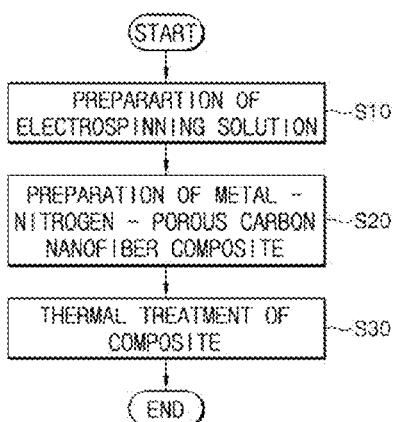 START
PREPARARTION OF
ELECTROSPINNING SOLUTION
S10
PREPARATION OF METAL -
NITROGEN - POROUS CARBON
NANOFIBER COMPOSITE
S20
THERMAL TREATMENT OF
COMPOSITE
S30
END